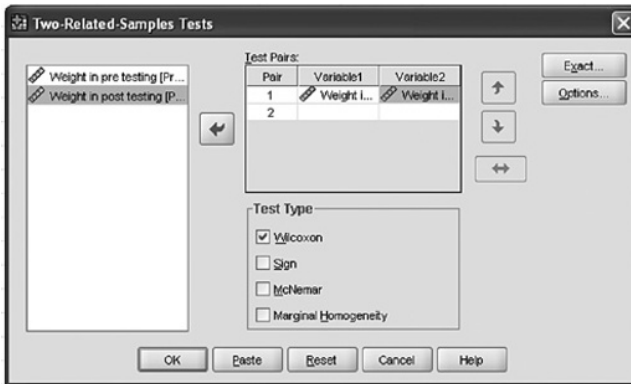 Two-Related-Samples Tests
Weight in pre testing [Pr...
Weight in post testing [P...
Test Pairs:
Pair Variable1 Variable2
1 Weight i... Weight i...
2
Exact...
Options...
Test Type
Wilcoxon
Sign
McNemar
Marginal Homogeneity
OK Paste Reset Cancel Help